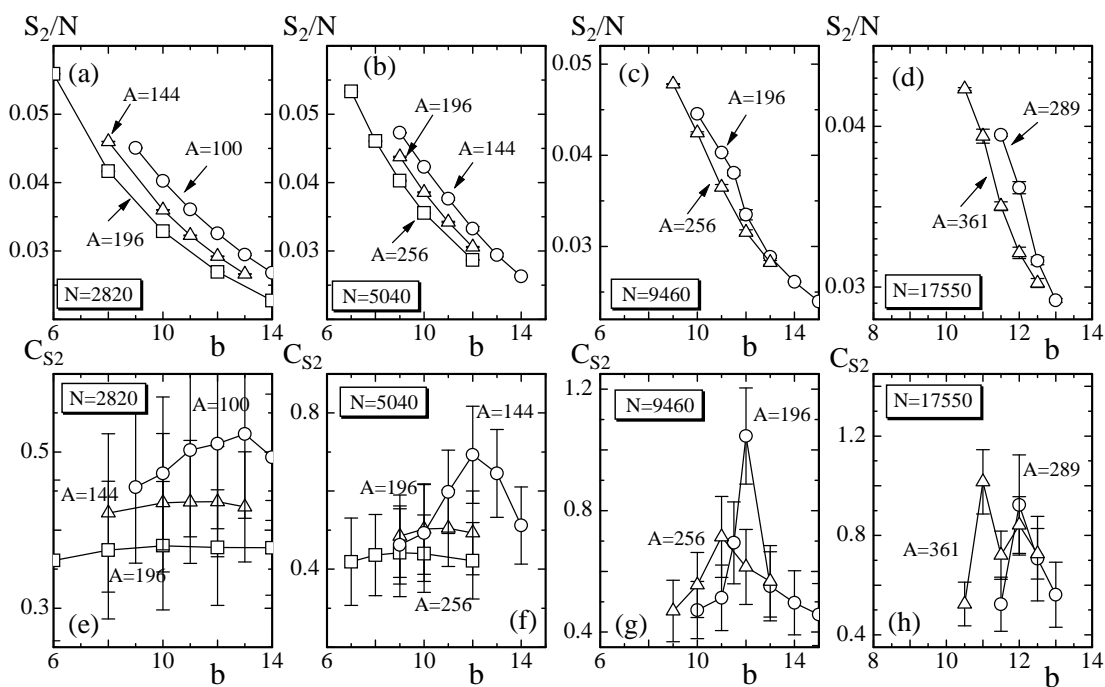 S2/N
(a)
A=144
A=100
A=196
N=2820
0.05
0.04
0.03
6 10 14
b
S2/N
(b)
A=196
A=144
A=256
N=5040
0.05
0.04
0.03
6 10 14
b
S2/N
(c)
A=196
A=256
N=9460
0.05
0.04
0.03
6 10 14
b
S2/N
(d)
A=289
A=361
N=17550
0.04
0.03
8 10 12 14
b
CS2
N=2820
A=100
A=144
A=196
0.5
0.3
(e)
6 10 14
b
CS2
N=5040
A=144
A=196
A=256
0.8
0.4
(f)
6 10 14
b
CS2
N=9460
A=196
A=256
1.2
0.8
0.4
(g)
6 10 14
b
CS2
N=17550
A=289
A=361
1.2
0.8
0.4
(h)
8 10 12 14
b